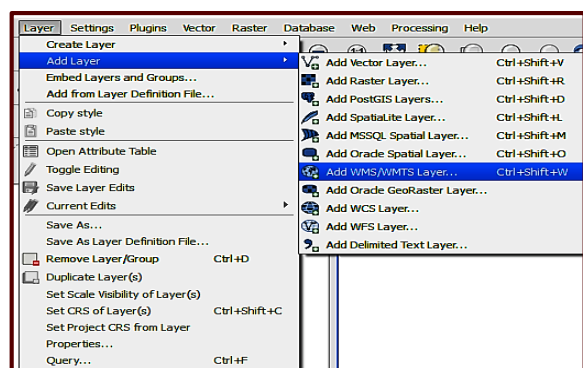 Layer Settings Plugins Vector Raster Database Web Processing Help
Create Layer
Add Layer
Embed Layers and Groups...
Add from Layer Definition File...
Copy style
Paste style
Open Attribute Table
Toggle Editing
Save Layer Edits
Current Edits
Save As...
Save As Layer Definition File...
Remove Layer/Group Ctrl+D
Duplicate Layer(s)
Set Scale Visibility of Layer(s)
Set CRS of Layer(s) Ctrl+Shift+C
Set Project CRS from Layer
Properties...
Query... Ctrl+F
Add Vector Layer... Ctrl+Shift+V
Add Raster Layer... Ctrl+Shift+R
Add PostGIS Layers... Ctrl+Shift+D
Add SpatiaLite Layer... Ctrl+Shift+L
Add MSSQL Spatial Layer... Ctrl+Shift+M
Add Oracle Spatial Layer... Ctrl+Shift+O
Add WMS/WMTS Layer... Ctrl+Shift+W
Add Oracle GeoRaster Layer...
Add WCS Layer...
Add WFS Layer...
Add Delimited Text Layer...